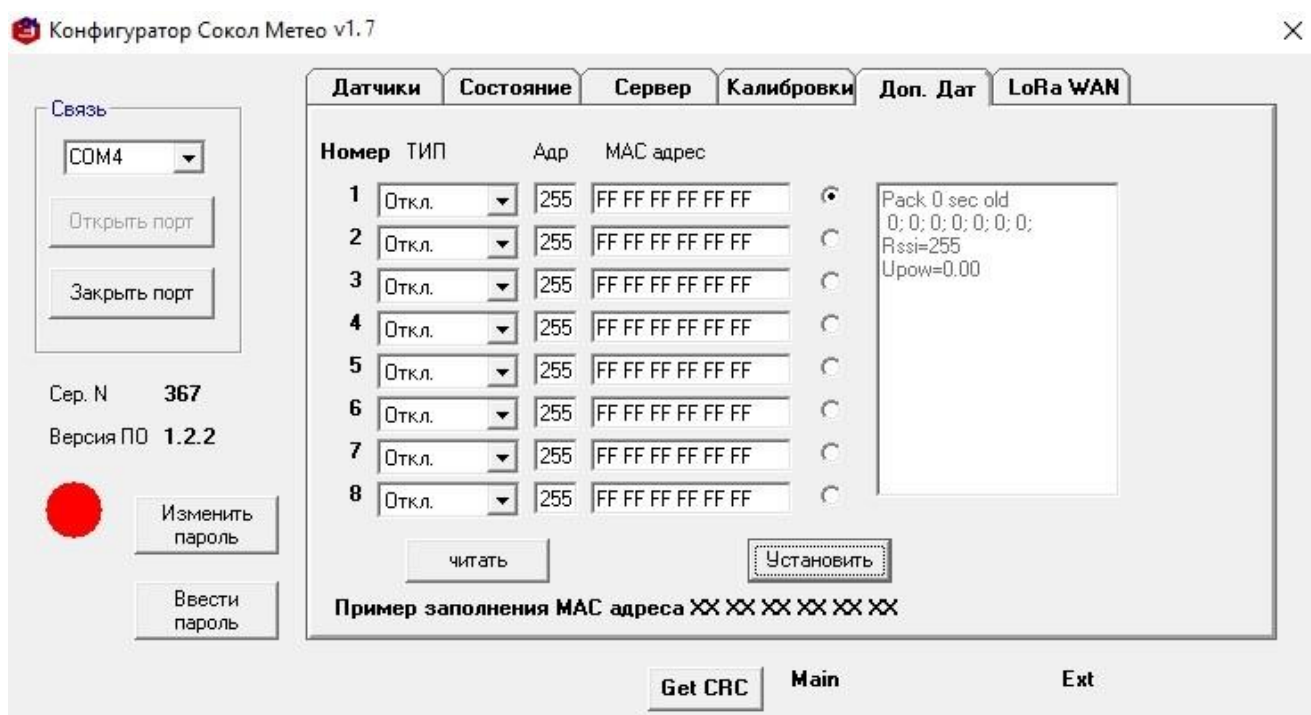 Конфигуратор Сокол Метео v1.7
Связь
COM4
Открыть порт
Закрыть порт
Сер. N 367
Версия ПО 1.2.2
Изменить
пароль
Ввести
пароль
Датчики Состояние Сервер Калибровки Доп. Дат LoRa WAN
Номер ТИП Адр МАС адрес
1 Откл. 255 FF FF FF FF FF FF
2 Откл. 255 FF FF FF FF FF FF
3 Откл. 255 FF FF FF FF FF FF
4 Откл. 255 FF FF FF FF FF FF
5 Откл. 255 FF FF FF FF FF FF
6 Откл. 255 FF FF FF FF FF FF
7 Откл. 255 FF FF FF FF FF FF
8 Откл. 255 FF FF FF FF FF FF
Pack 0 sec old
0; 0; 0; 0; 0; 0; 0;
Rssi=255
Upow=0.00
читать Установить
Пример заполнения МАС адреса XX XX XX XX XX XX
Get CRC Main Ext